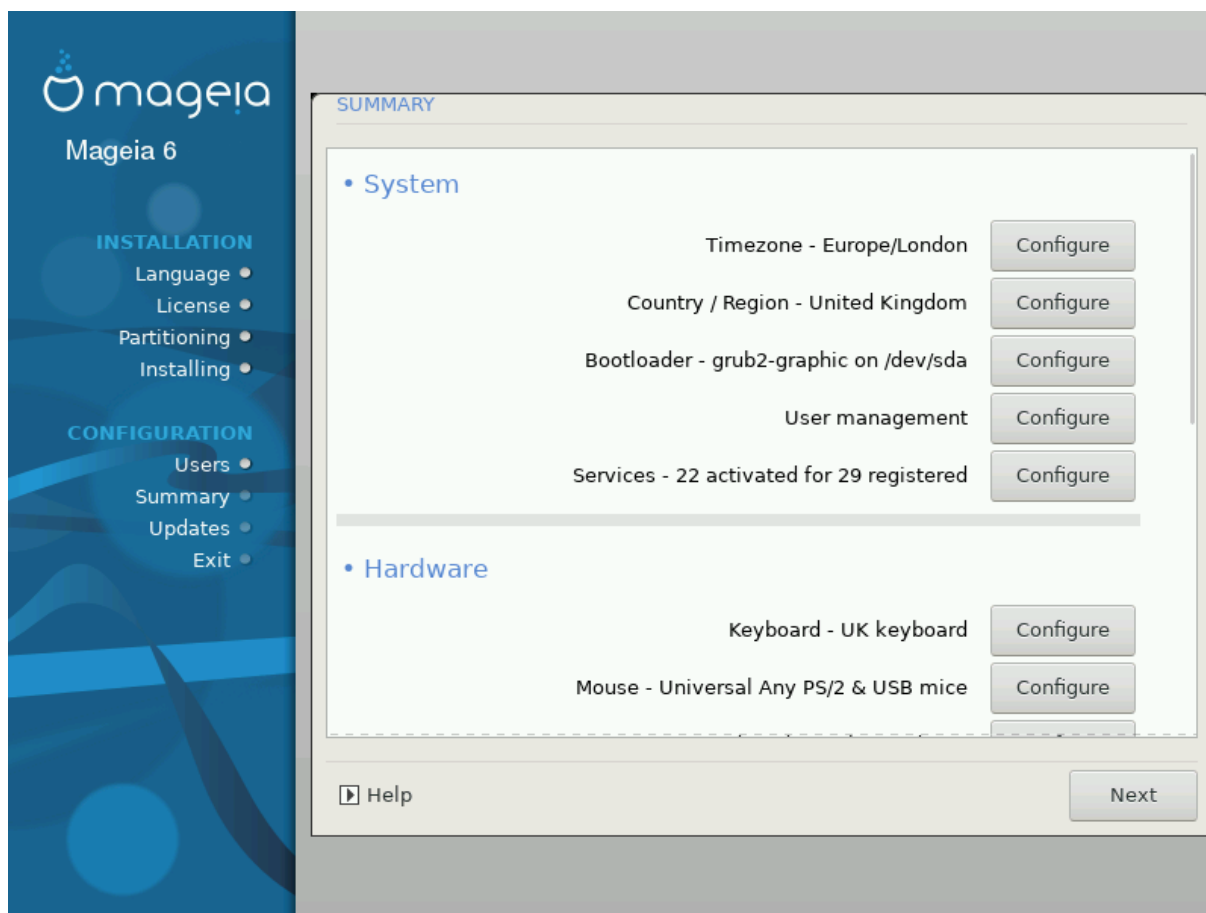 mageia
Mageia 6
INSTALLATION
Language
License
Partitioning
Installing
CONFIGURATION
Users
Summary
Updates
Exit
SUMMARY
• System
Timezone - Europe/London Configure
Country / Region - United Kingdom Configure
Bootloader - grub2-graphic on /dev/sda Configure
User management Configure
Services - 22 activated for 29 registered Configure
• Hardware
Keyboard - UK keyboard Configure
Mouse - Universal Any PS/2 & USB mice Configure
Help
Next